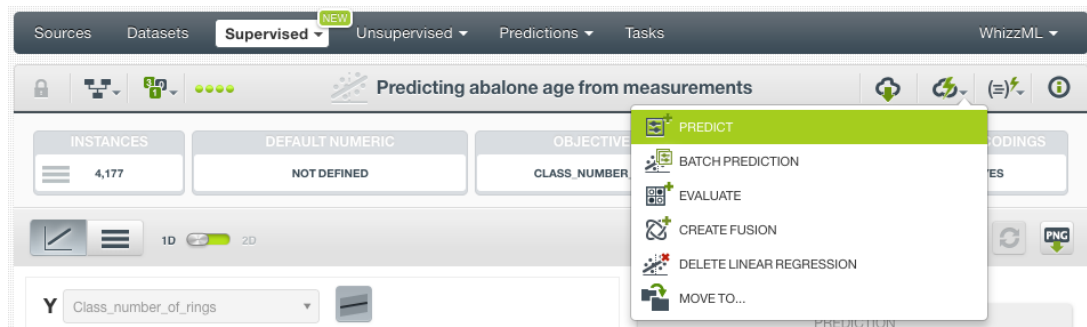 NEW
Sources Datasets Supervised Unsupervised Predictions Tasks WhizzML
Predicting abalone age from measurements
INSTANCES DEFAULT NUMERIC OBJECTIVE ODINGS
4,177 NOT DEFINED CLASS_NUMBER_ ES
PREDICT
BATCH PREDICTION
EVALUATE
CREATE FUSION
DELETE LINEAR REGRESSION
MOVE TO...
1D 2D PNG
Y Class_number_of_rings
PREDICTION